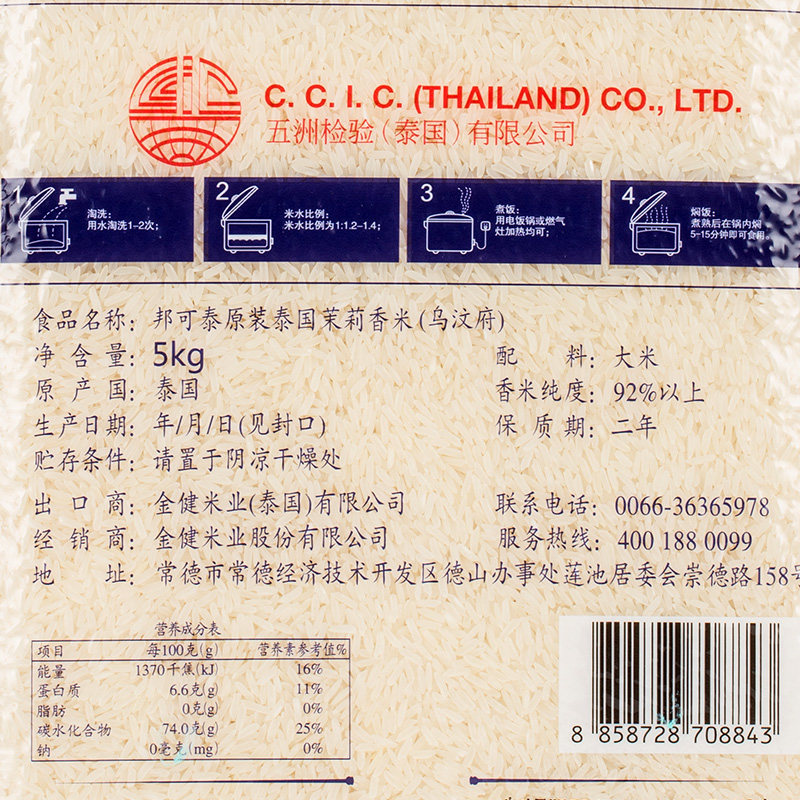 CIC
C. C. I. C. (THAILAND) CO., LTD.
五洲检验(泰国)有限公司
1
淘洗:
用水淘洗1-2次;
2
米水比例:
米水比例为1:1.2-1.4;
3
煮饭:
用电饭锅或燃气
灶加热均可;
4
焖饭:
煮熟后在锅内焖
5-15分钟即可食用。
食品名称: 邦可泰原装泰国茉莉香米(乌汶府)
净含量: 5kg 配料: 大米
原产国: 泰国 香米纯度: 92%以上
生产日期: 年/月/日(见封口) 保质期: 二年
贮存条件: 请置于阴凉干燥处
出口商: 金健米业(泰国)有限公司 联系电话: 0066-36365978
经销商: 金健米业股份有限公司 服务热线: 400 188 0099
地址: 常德市常德经济技术开发区德山办事处莲池居委会崇德路158号
营养成分表
项目 每100克(g) 营养素参考值%
能量 1370千焦(kJ) 16%
蛋白质 6.6克(g) 11%
脂肪 0克(g) 0%
碳水化合物 74.0克(g) 25%
钠 0毫克(mg) 0%
8 858728 708843